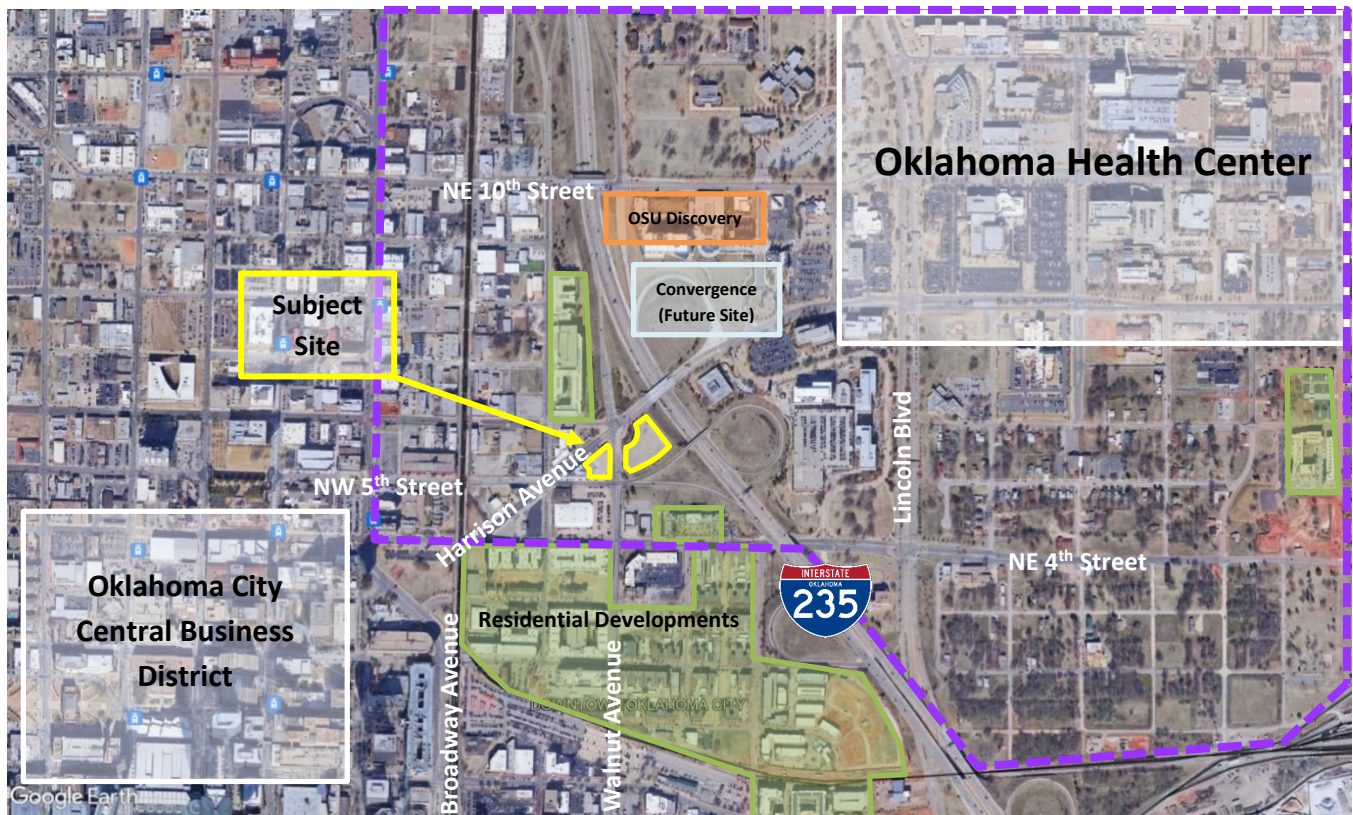 Oklahoma Health Center
NE 10th Street
OSU Discovery
Convergence
(Future Site)
Subject
Site
Lincoln Blvd
Harrison Avenue
NW 5th Street
NE 4th Street
Oklahoma City
Central Business
District
INTERSTATE
OKLAHOMA
235
Residential Developments
Broadway Avenue
Walnut Avenue
DOWNTOWN OKLAHOMA CITY
Google Earth